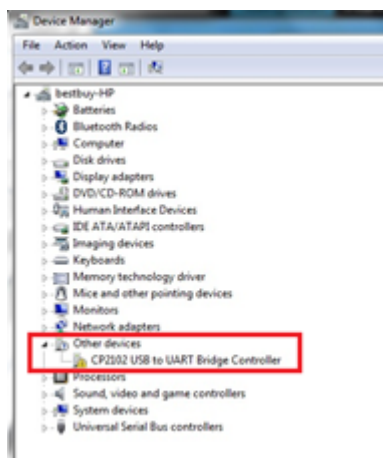 Device Manager
File Action View Help
bestbuy-HP
Batteries
Bluetooth Radios
Computer
Disk drives
Display adapters
DVD/CD-ROM drives
Human Interface Devices
IDE ATA/ATAPI controllers
Imaging devices
Keyboards
Memory technology driver
Mice and other pointing devices
Monitors
Network adapters
Other devices
CP2102 USB to UART Bridge Controller
Processors
Sound, video and game controllers
System devices
Universal Serial Bus controllers